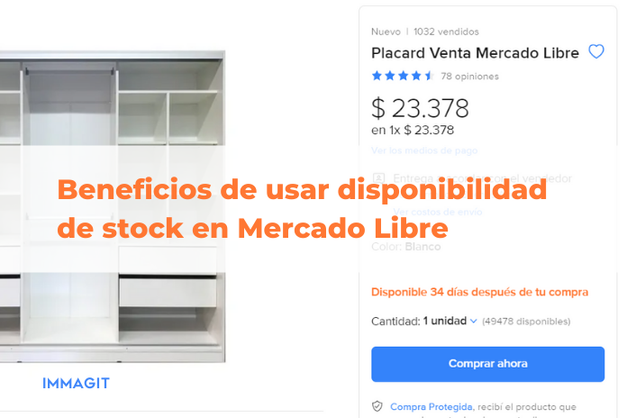 Nuevo | 1032 vendidos
Placard Venta Mercado Libre
78 opiniones
$ 23.378
en 1x $ 23.378
Ver los medios de pago
Entrega a acordar con el vendedor
Ver costos de envío
Beneficios de usar disponibilidad
de stock en Mercado Libre
Color: Blanco
Disponible 34 días después de tu compra
Cantidad: 1 unidad (49478 disponibles)
Comprar ahora
IMMAGIT
Compra Protegida, recibí el producto que